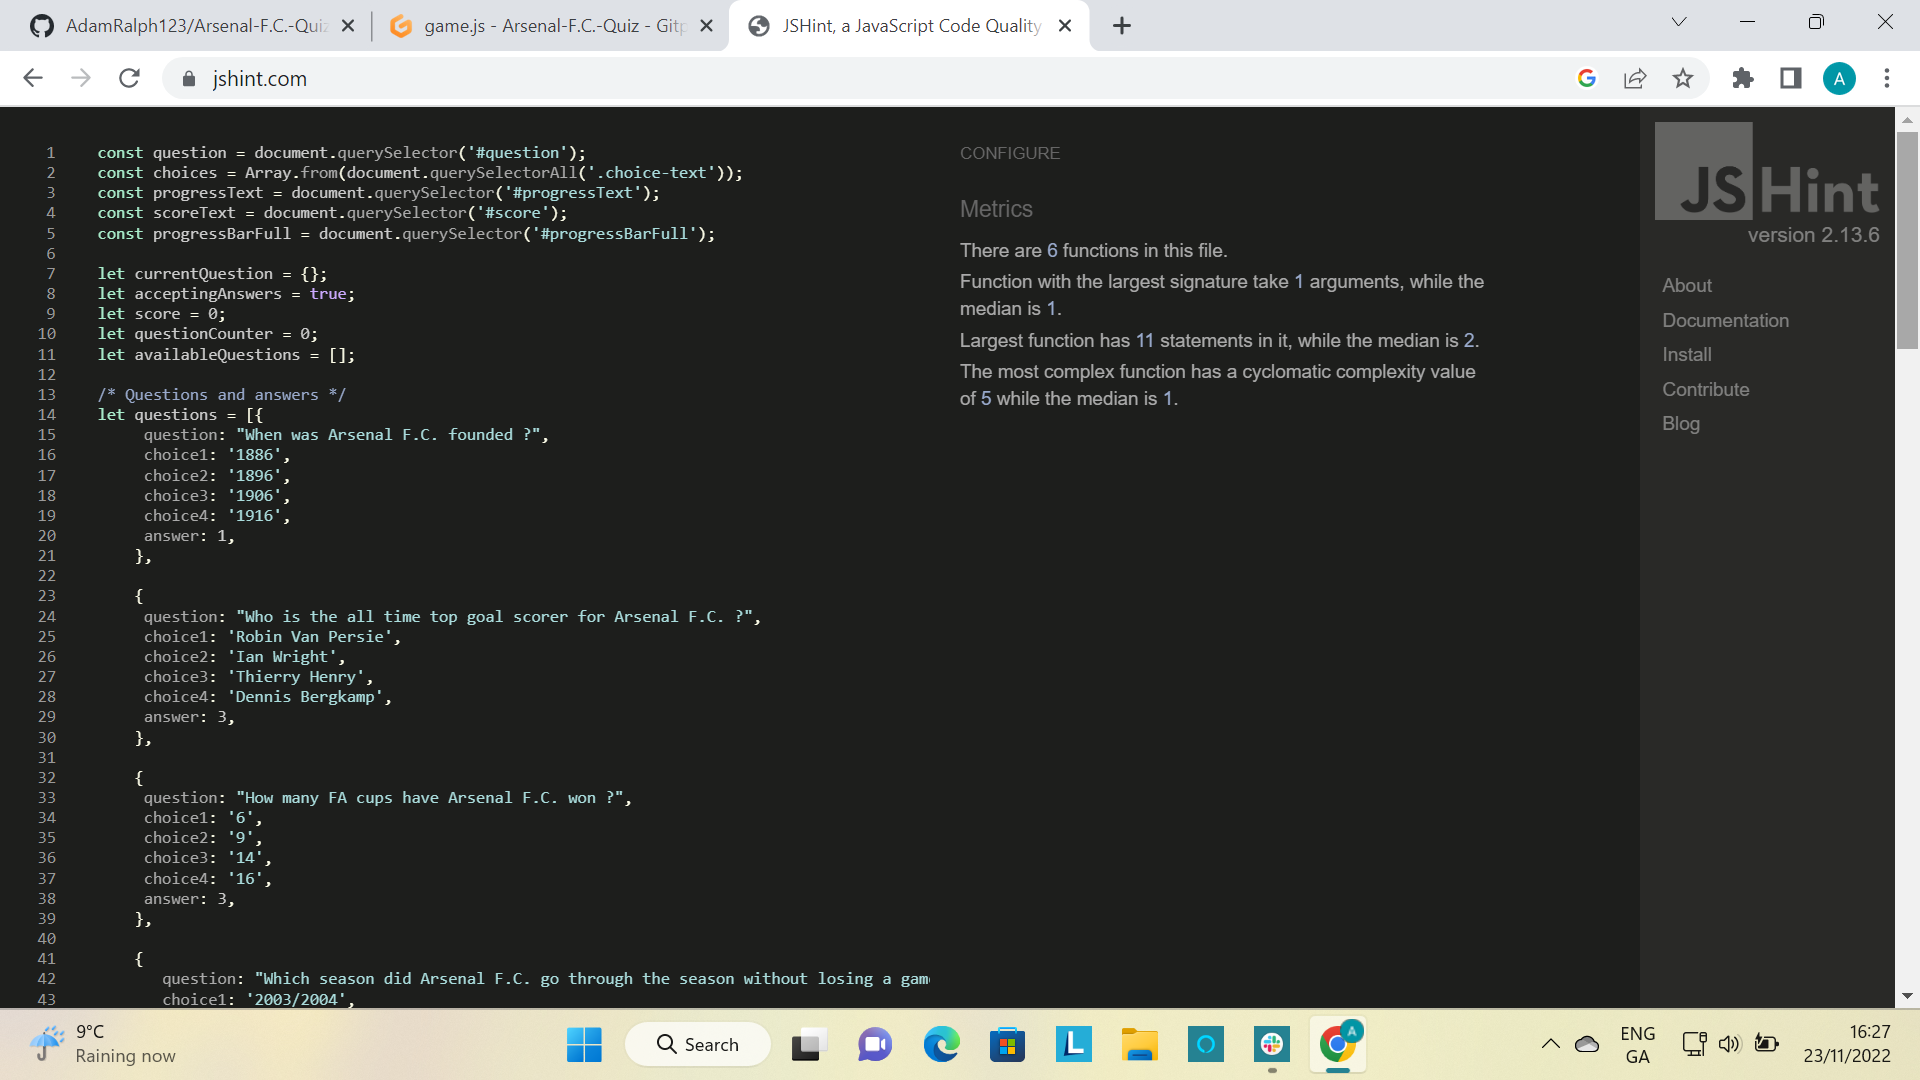 AdamRalph123/Arsenal-F.C.-Quiz
game.js - Arsenal-F.C.-Quiz - Gitp
JSHint, a JavaScript Code Quality
jshint.com
A
1 const question = document.querySelector('#question');
2 const choices = Array.from(document.querySelectorAll('.choice-text'));
3 const progressText = document.querySelector('#progressText');
4 const scoreText = document.querySelector('#score');
5 const progressBarFull = document.querySelector('#progressBarFull');
6
7 let currentQuestion = {};
8 let acceptingAnswers = true;
9 let score = 0;
10 let questionCounter = 0;
11 let availableQuestions = [];
12
13 /* Questions and answers */
14 let questions = [{
15 question: "When was Arsenal F.C. founded ?",
16 choice1: '1886',
17 choice2: '1896',
18 choice3: '1906',
19 choice4: '1916',
20 answer: 1,
21 },
22
23 {
24 question: "Who is the all time top goal scorer for Arsenal F.C. ?",
25 choice1: 'Robin Van Persie',
26 choice2: 'Ian Wright',
27 choice3: 'Thierry Henry',
28 choice4: 'Dennis Bergkamp',
29 answer: 3,
30 },
31
32 {
33 question: "How many FA cups have Arsenal F.C. won ?",
34 choice1: '6',
35 choice2: '9',
36 choice3: '14',
37 choice4: '16',
38 answer: 3,
39 },
40
41 {
42 question: "Which season did Arsenal F.C. go through the season without losing a gam
43 choice1: '2003/2004',
CONFIGURE
Metrics
There are 6 functions in this file.
Function with the largest signature take 1 arguments, while the
median is 1.
Largest function has 11 statements in it, while the median is 2.
The most complex function has a cyclomatic complexity value
of 5 while the median is 1.
JSHint
version 2.13.6
About
Documentation
Install
Contribute
Blog
9°C
Raining now
Search
L
A
ENG
GA
16:27
23/11/2022